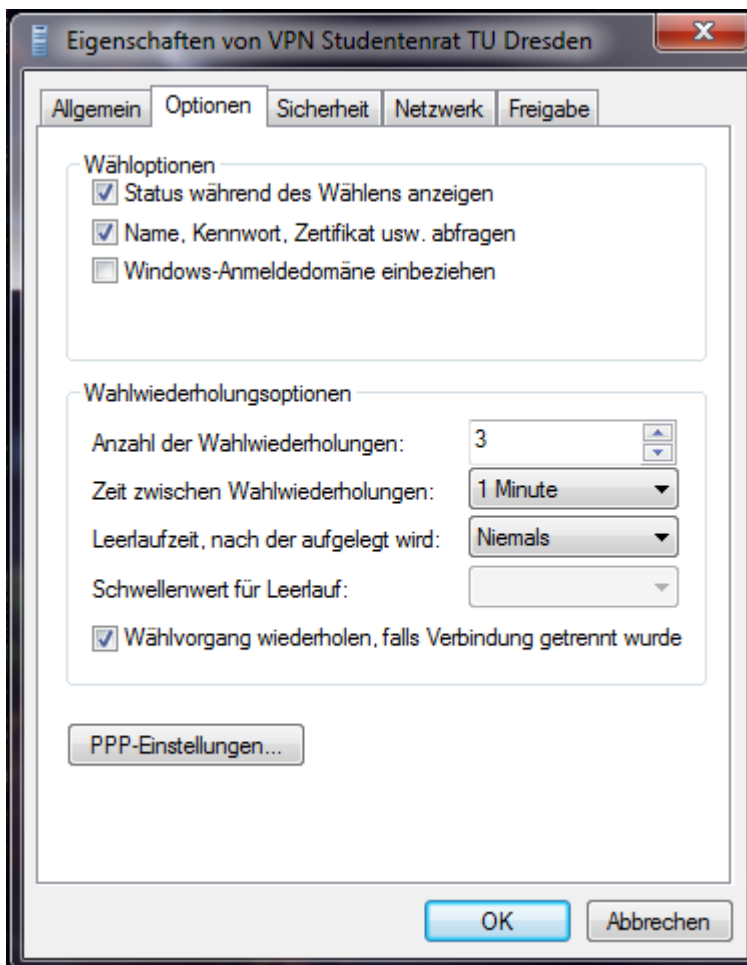 Eigenschaften von VPN Studentenrat TU Dresden
Allgemein Optionen Sicherheit Netzwerk Freigabe
Wähloptionen
Status während des Wählens anzeigen
Name, Kennwort, Zertifikat usw. abfragen
Windows-Anmeldedomäne einbeziehen
Wahlwiederholungsoptionen
Anzahl der Wahlwiederholungen: 3
Zeit zwischen Wahlwiederholungen: 1 Minute
Leerlaufzeit, nach der aufgelegt wird: Niemals
Schwellenwert für Leerlauf:
Wählvorgang wiederholen, falls Verbindung getrennt wurde
PPP-Einstellungen...
OK Abbrechen